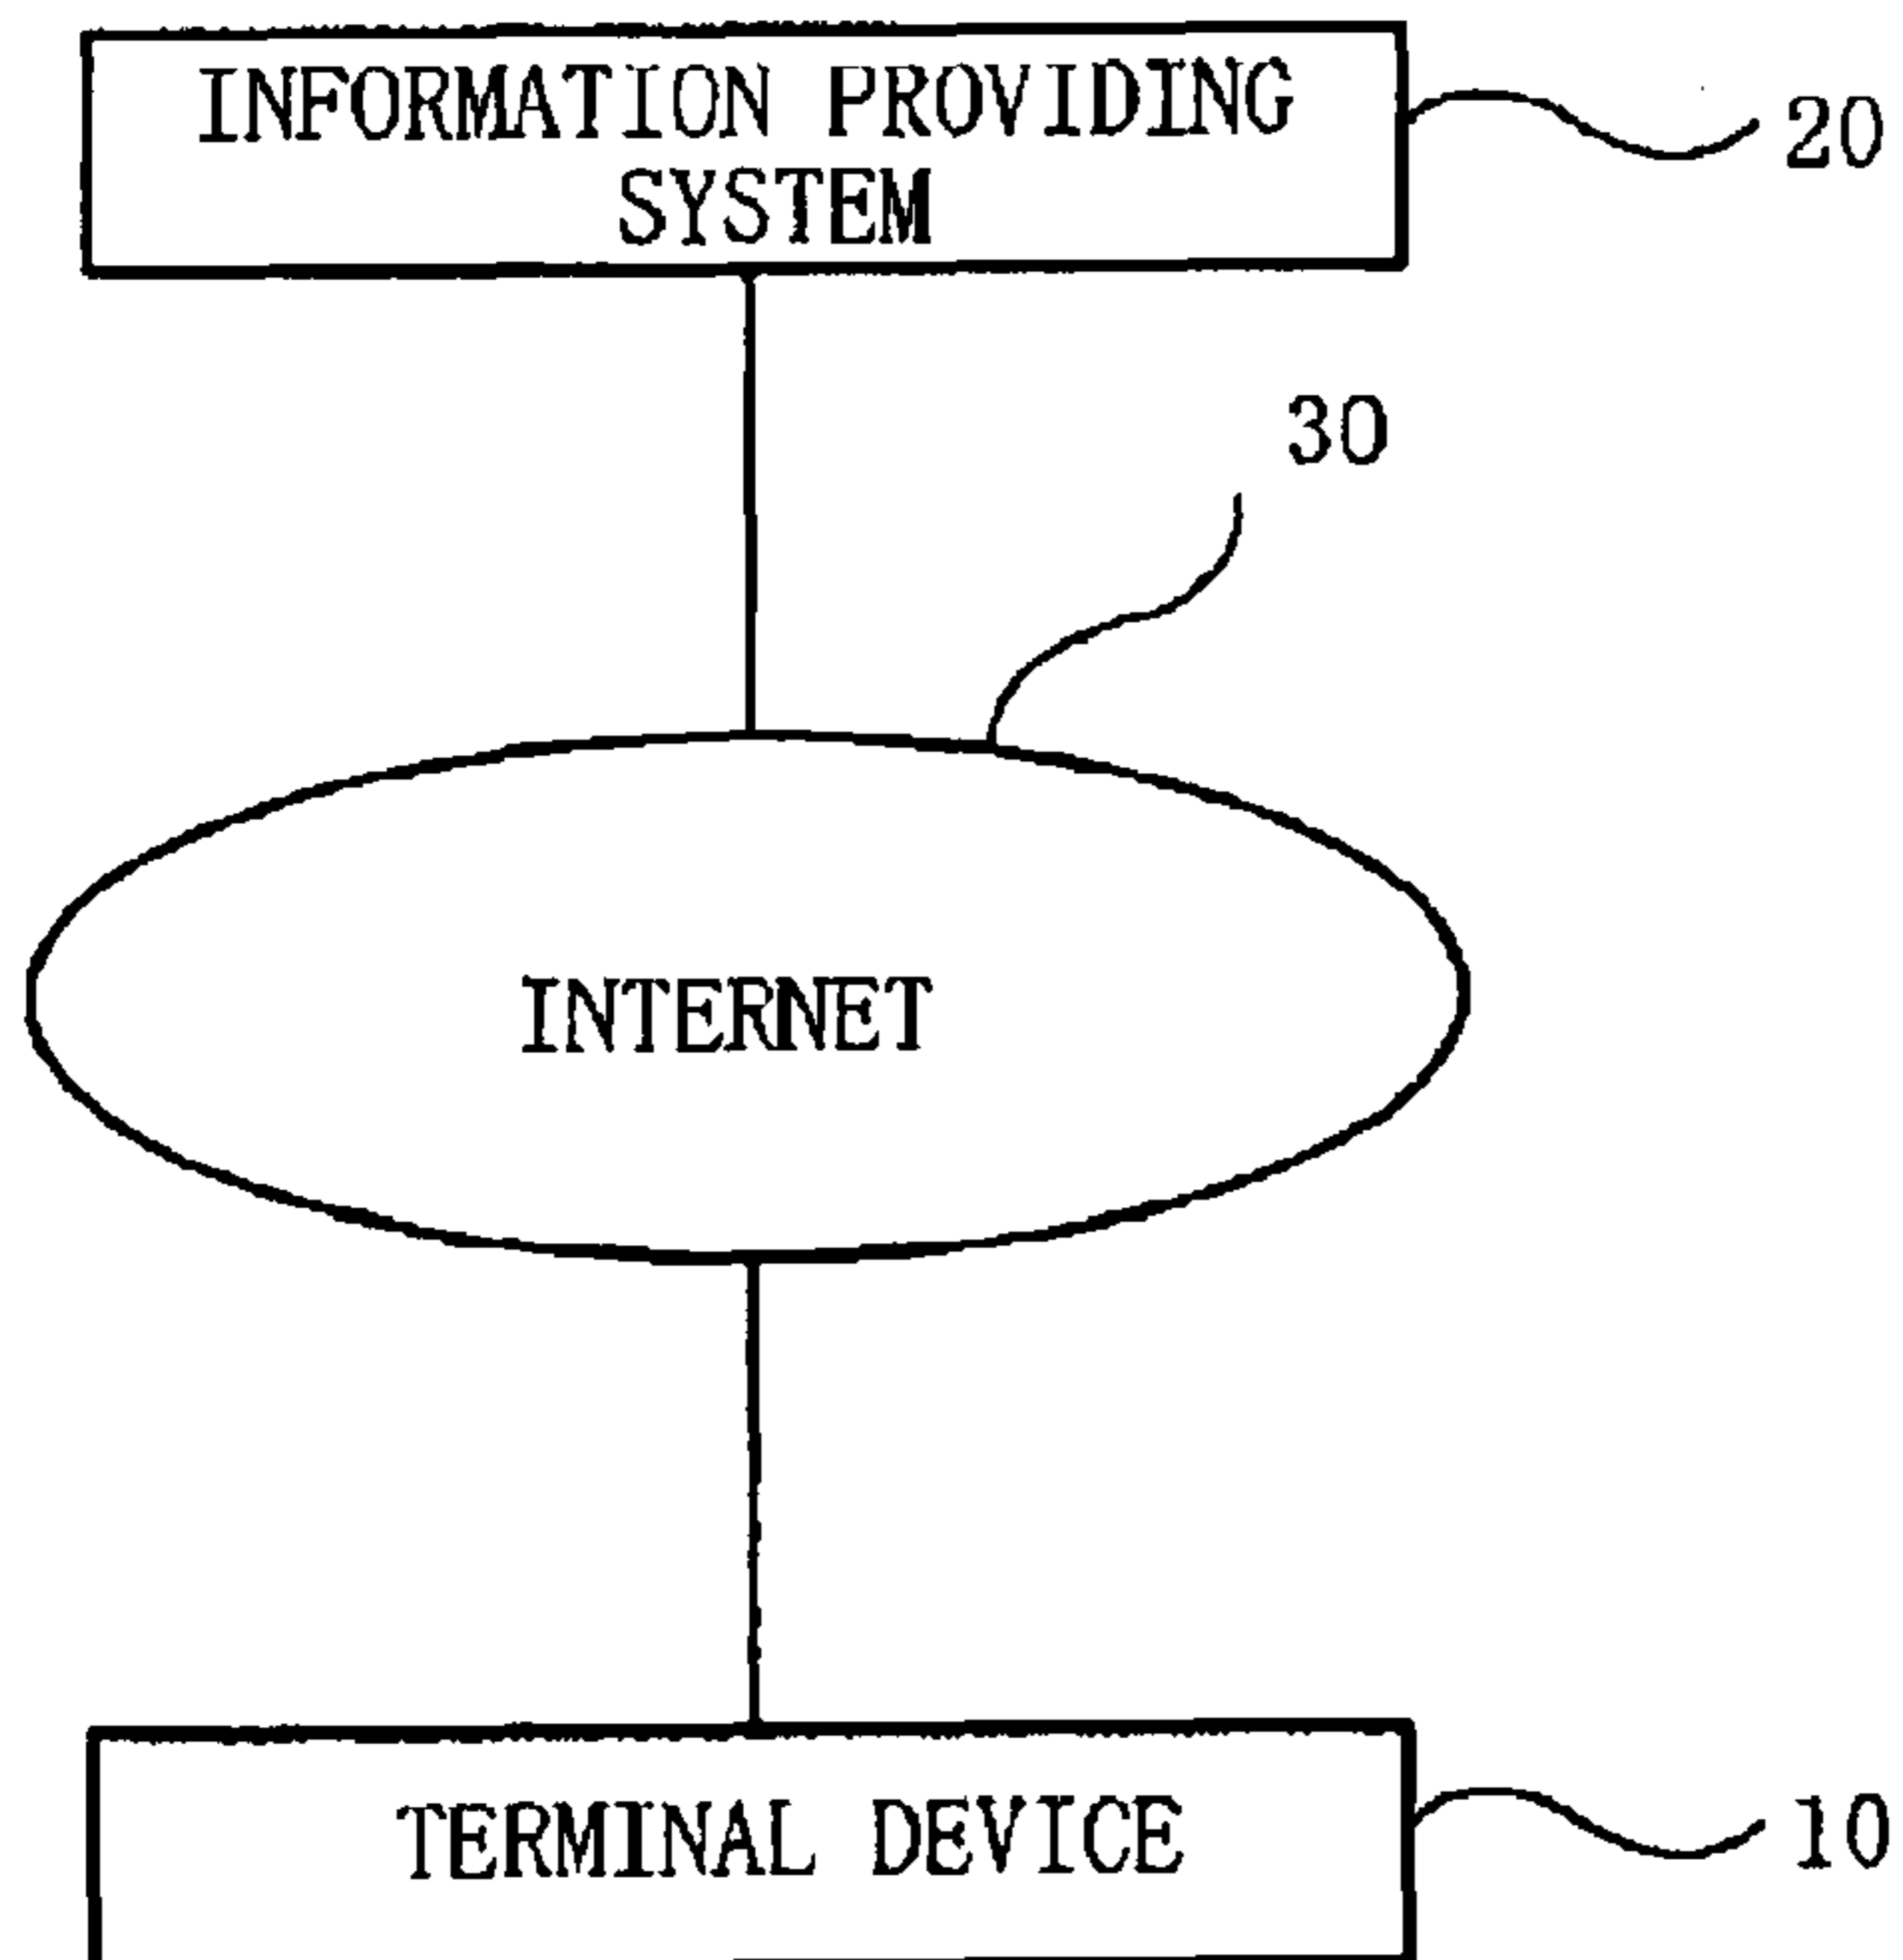 INFORMATION PROVIDING
SYSTEM
20
30
INTERNET
TERMINAL DEVICE
10